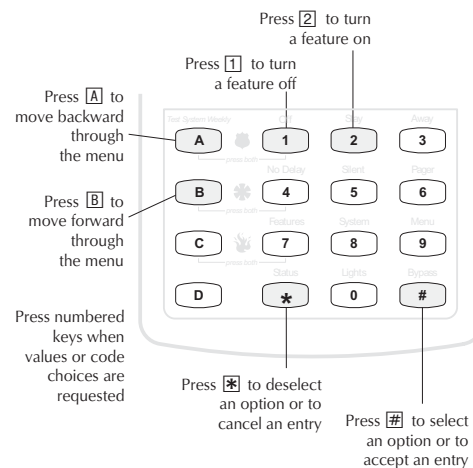 Press 2 to turn
a feature on
Press 1 to turn
a feature off
Press A to
move backward
through
the menu
Press B to
move forward
through
the menu
Press numbered
keys when
values or code
choices are
requested
Test System Weekly
Off
Stay
Away
A
1
2
3
press both
No Delay
Silent
Pager
B
4
5
6
press both
Features
System
Menu
C
7
8
9
press both
Status
Lights
Bypass
D
*
0
#
Press * to deselect
an option or to
cancel an entry
Press # to select
an option or to
accept an entry